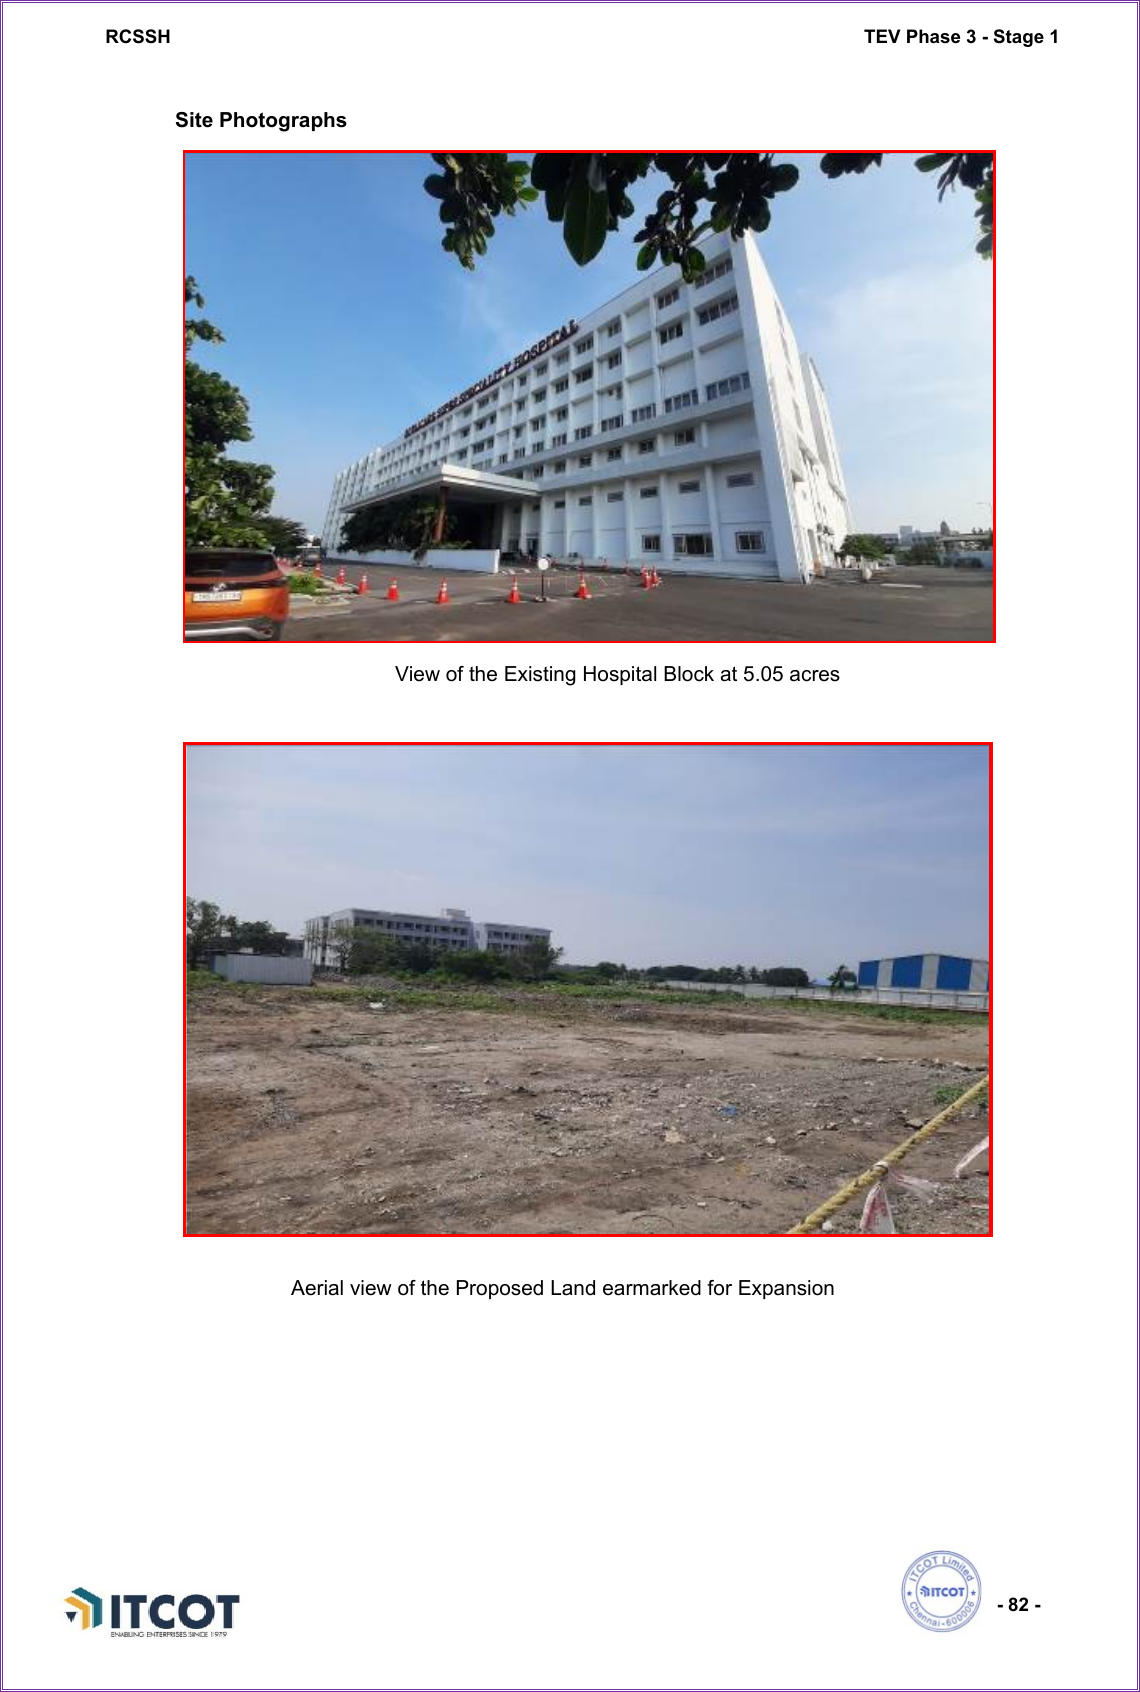 RCSSH
TEV Phase 3 - Stage 1
Site Photographs
SUPER SPECIALITY HOSPITAL
View of the Existing Hospital Block at 5.05 acres
Aerial view of the Proposed Land earmarked for Expansion
ITCOT
ENABLING ENTERPRISES SINCE 1979
ITCOT Limited
ITCOT
Chennai-600006
- 82 -